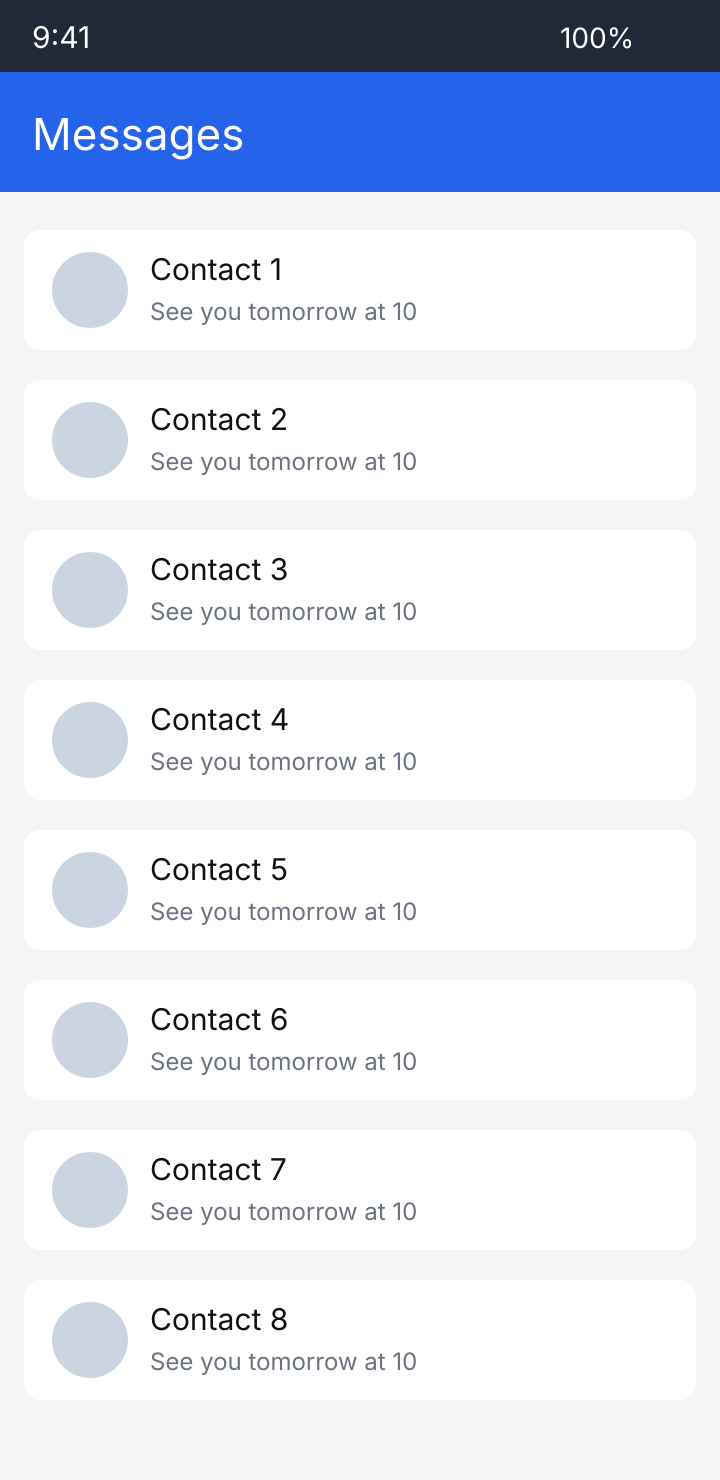 9:41 100%
Messages
Contact 1
See you tomorrow at 10
Contact 2
See you tomorrow at 10
Contact 3
See you tomorrow at 10
Contact 4
See you tomorrow at 10
Contact 5
See you tomorrow at 10
Contact 6
See you tomorrow at 10
Contact 7
See you tomorrow at 10
Contact 8
See you tomorrow at 10